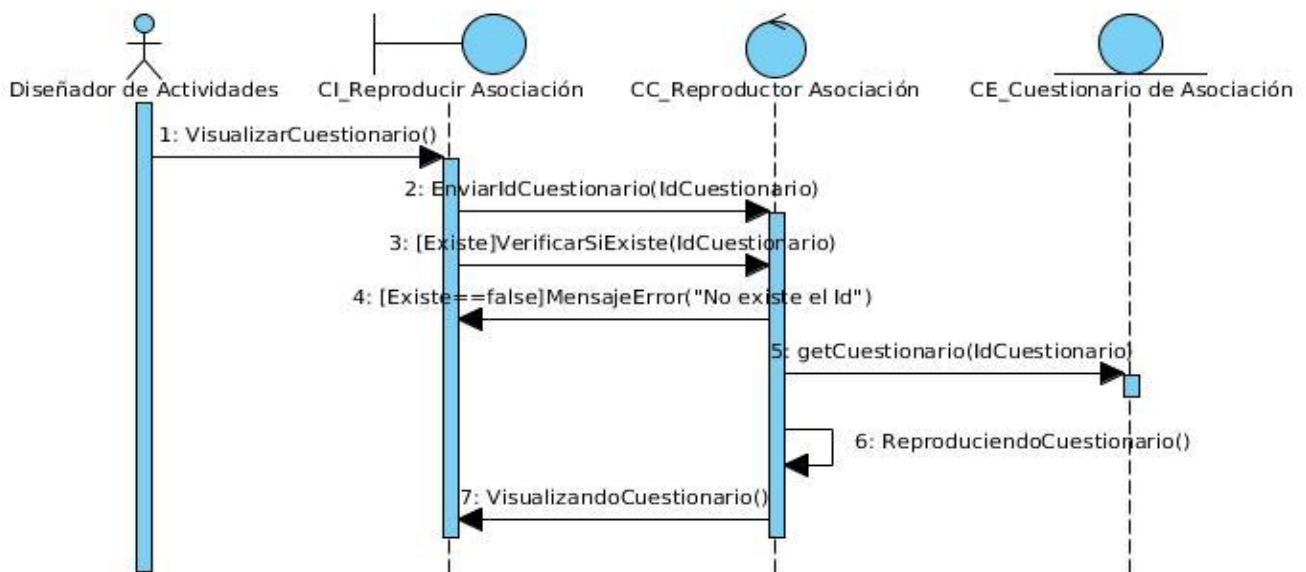 Diseñador de Actividades
CI_Reproducir Asociación
CC_Reproductor Asociación
CE_Cuestionario de Asociación
1: VisualizarCuestionario()
2: EnviarIdCuestionario(IdCuestionario)
3: [Existe]VerificarSiExiste(IdCuestionario)
4: [Existe==false]MensajeError("No existe el Id")
5: getCuestionario(IdCuestionario)
6: ReproduciendoCuestionario()
7: VisualizandoCuestionario()